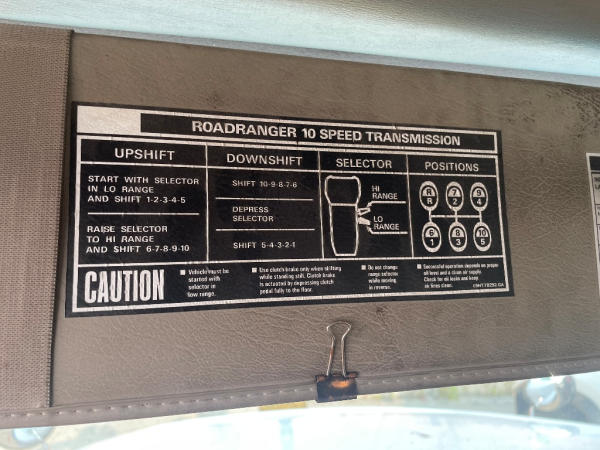 ROADRANGER 10 SPEED TRANSMISSION
UPSHIFT
START WITH SELECTOR
IN LO RANGE
AND SHIFT 1-2-3-4-5
RAISE SELECTOR
TO HI RANGE
AND SHIFT 6-7-8-9-10
DOWNSHIFT
SHIFT 10-9-8-7-6
DEPRESS
SELECTOR
SHIFT 5-4-3-2-1
SELECTOR
HI
RANGE
LO
RANGE
POSITIONS
R 7 9
R 2 4
6 8 10
1 3 5
CAUTION
■ Vehicle must be
started with
selector in
low range.
■ Use clutch brake only when shifting
while standing still. Clutch brake
is actuated by depressing clutch
pedal fully to the floor.
■ Do not change
range selector
while moving
in reverse.
■ Successful operation depends on proper
oil level and a clean air supply.
Check for oil leaks and keep
air filters clean.